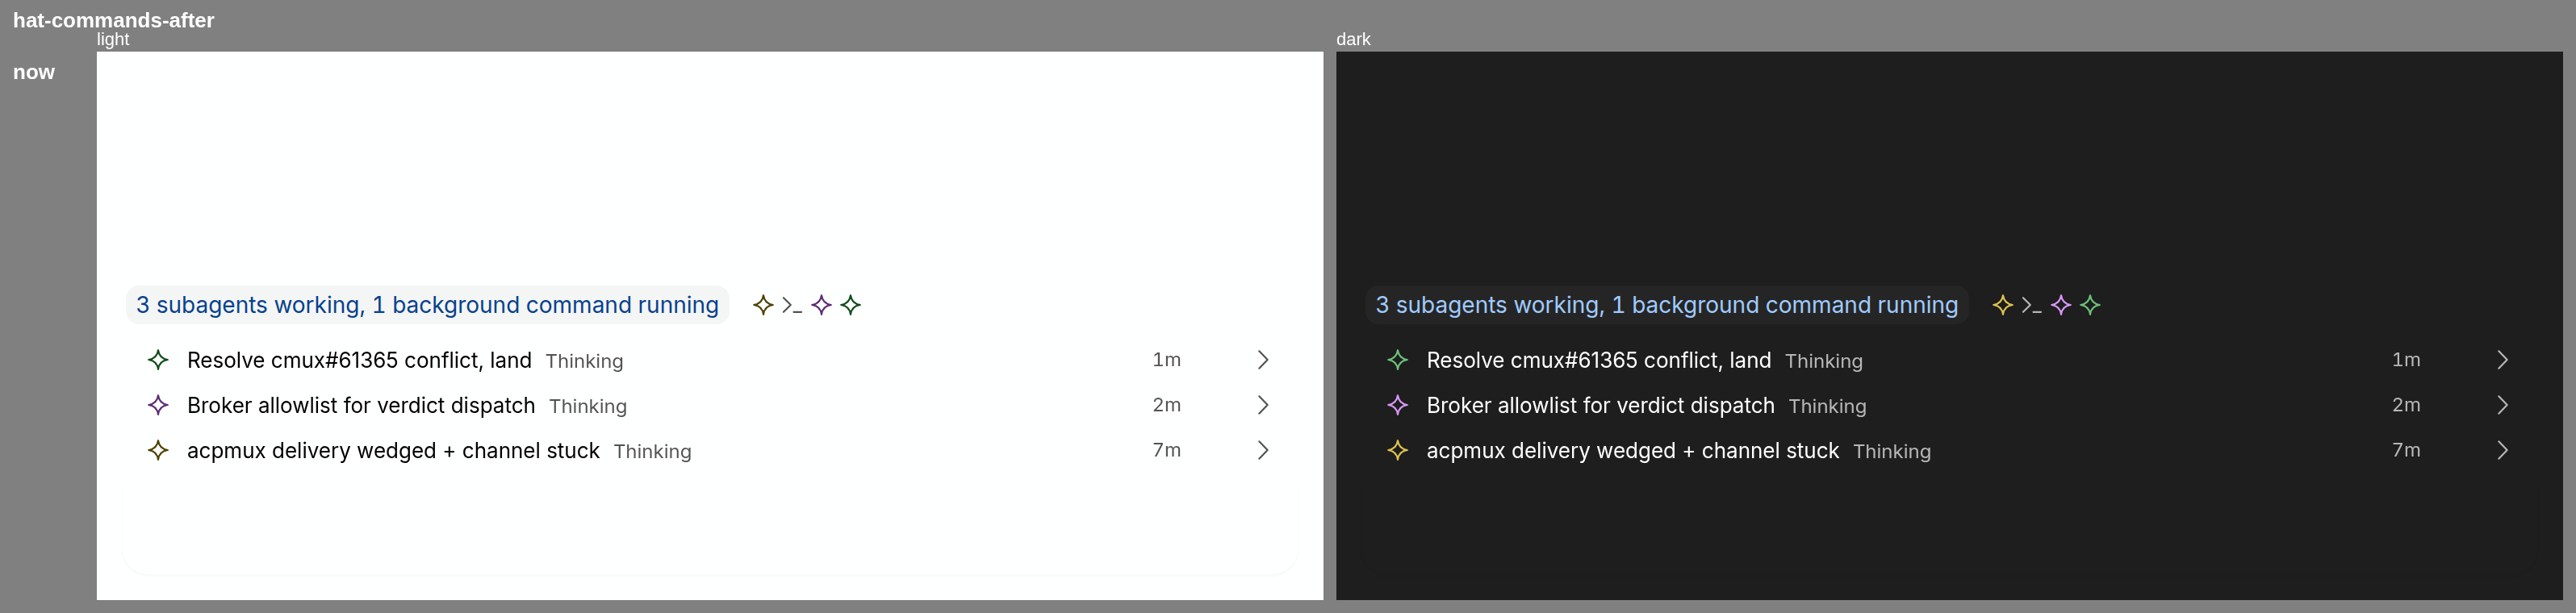 hat-commands-after
light
dark
now
3 subagents working, 1 background command running
Resolve cmux#61365 conflict, land Thinking 1m
Broker allowlist for verdict dispatch Thinking 2m
acpmux delivery wedged + channel stuck Thinking 7m
3 subagents working, 1 background command running
Resolve cmux#61365 conflict, land Thinking 1m
Broker allowlist for verdict dispatch Thinking 2m
acpmux delivery wedged + channel stuck Thinking 7m